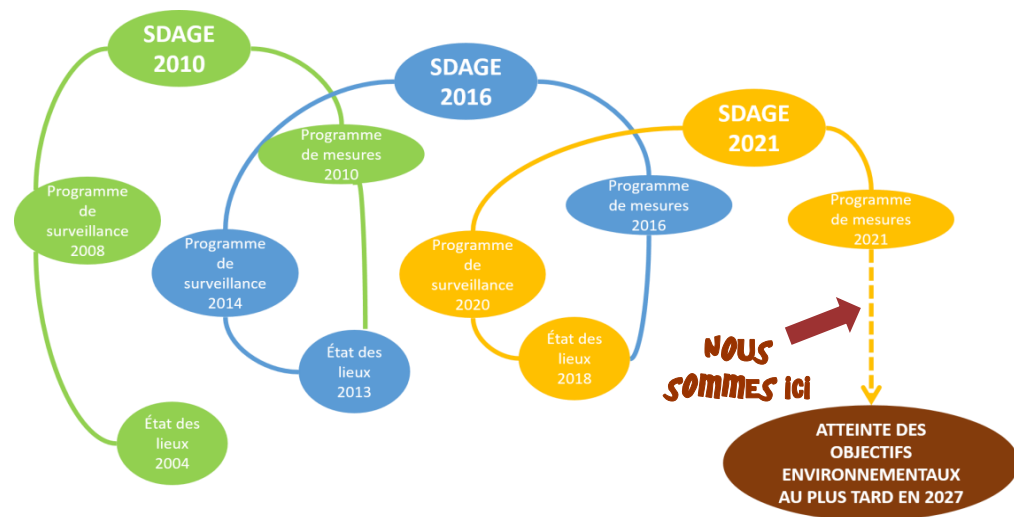 SDAGE
2010
SDAGE
2016
SDAGE
2021
Programme
de mesures
2010
Programme
de
surveillance
2008
Programme
de mesures
2016
Programme
de mesures
2021
Programme
de
surveillance
2014
Programme
de
surveillance
2020
État des
lieux
2013
État des
lieux
2018
NOUS
SOMMES ICI
État des
lieux
2004
ATTEINTE DES
OBJECTIFS
ENVIRONNEMENTAUX
AU PLUS TARD EN 2027